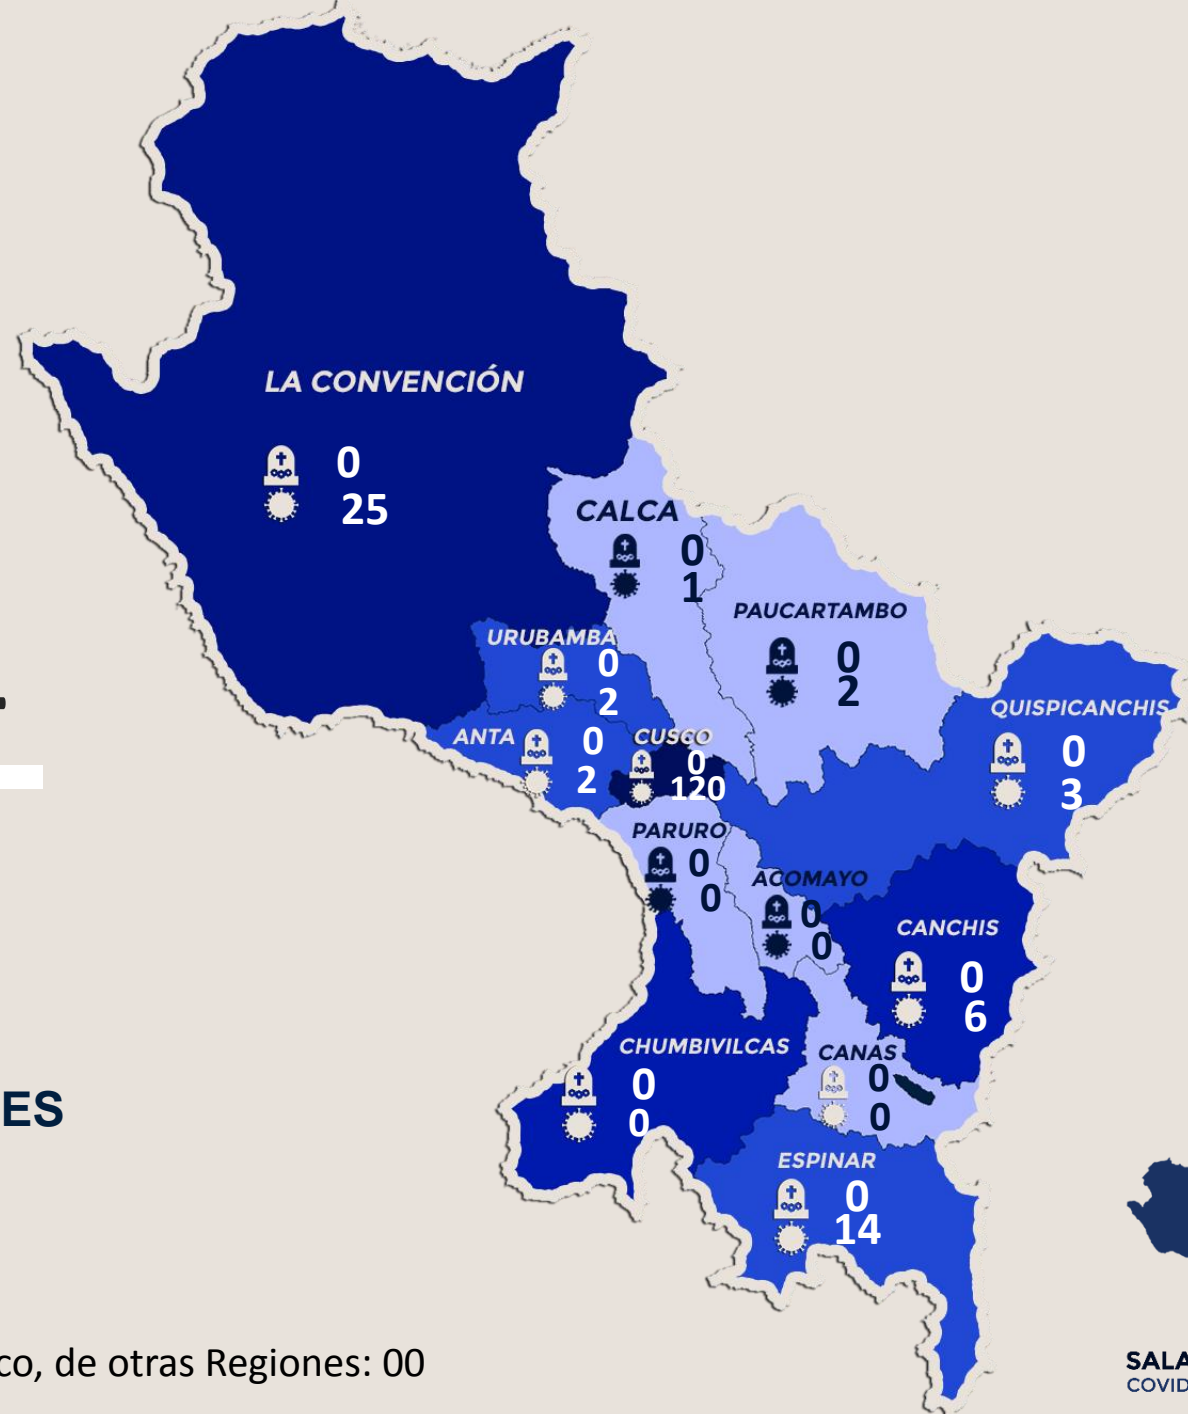 LA CONVENCIÓN
0
25
CALCA
0
1
PAUCARTAMBO
0
2
URUBAMBA
0
2
QUISPICANCHIS
0
3
ANTA
0
2
CUSCO
0
120
PARURO
0
0
ACOMAYO
0
0
CANCHIS
0
6
CHUMBIVILCAS
0
0
CANAS
0
0
ES
ESPINAR
0
14
co, de otras Regiones: 00
SALA
COVID